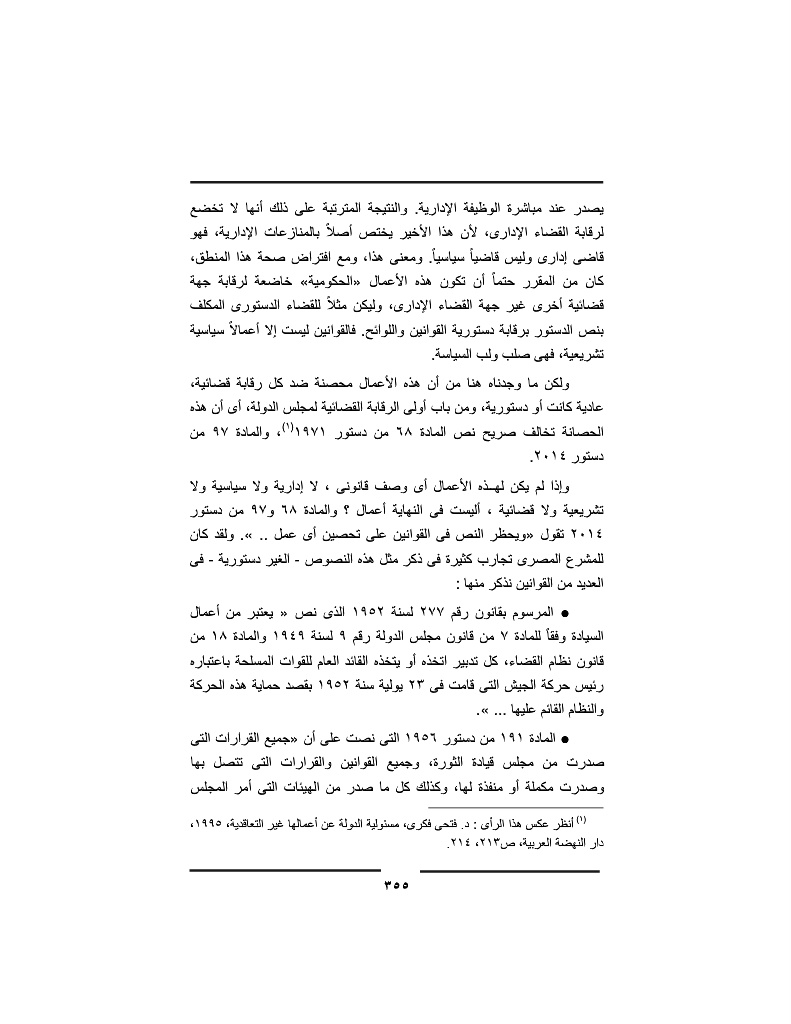 يصدر عند مباشرة الوظيفة الإدارية. والنتيجة المترتبة على ذلك أنها لا تخضع
لرقابة القضاء الإدارى، لأن هذا الأخير يختص أصلاً بالمنازعات الإدارية، فهو
قاضى إدارى وليس قاضياً سياسياً. ومعنى هذا، ومع افتراض صحة هذا المنطق،
كان من المقرر حتماً أن تكون هذه الأعمال «الحكومية» خاضعة لرقابة جهة
قضائية أخرى غير جهة القضاء الإدارى، وليكن مثلاً للقضاء الدستورى المكلف
بنص الدستور برقابة دستورية القوانين واللوائح. فالقوانين ليست إلا أعمالاً سياسية
تشريعية، فهى صلب ولب السياسة.
ولكن ما وجدناه هنا من أن هذه الأعمال محصنة ضد كل رقابة قضائية،
عادية كانت أو دستورية، ومن باب أولى الرقابة القضائية لمجلس الدولة، أى أن هذه
الحصانة تخالف صريح نص المادة ٦٨ من دستور ١٩٧١(١)، والمادة ٩٧ من
دستور ٢٠١٤.
وإذا لم يكن لهـذه الأعمال أى وصف قانونى ، لا إدارية ولا سياسية ولا
تشريعية ولا قضائية ، أليست فى النهاية أعمال ؟ والمادة ٦٨ و٩٧ من دستور
٢٠١٤ تقول «ويحظر النص فى القوانين على تحصين أى عمل .. ». ولقد كان
للمشرع المصرى تجارب كثيرة فى ذكر مثل هذه النصوص - الغير دستورية - فى
العديد من القوانين نذكر منها :
● المرسوم بقانون رقم ٢٧٧ لسنة ١٩٥٢ الذى نص « يعتبر من أعمال
السيادة وفقاً للمادة ٧ من قانون مجلس الدولة رقم ٩ لسنة ١٩٤٩ والمادة ١٨ من
قانون نظام القضاء، كل تدبير اتخذه أو يتخذه القائد العام للقوات المسلحة باعتباره
رئيس حركة الجيش التى قامت فى ٢٣ يولية سنة ١٩٥٢ بقصد حماية هذه الحركة
والنظام القائم عليها ... ».
● المادة ١٩١ من دستور ١٩٥٦ التى نصت على أن «جميع القرارات التى
صدرت من مجلس قيادة الثورة، وجميع القوانين والقرارات التى تتصل بها
وصدرت مكملة أو منفذة لها، وكذلك كل ما صدر من الهيئات التى أمر المجلس
(١) أنظر عكس هذا الرأى : د. فتحى فكرى، مسئولية الدولة عن أعمالها غير التعاقدية، ١٩٩٥،
دار النهضة العربية، ص٢١٣، ٢١٤.
٣٥٥